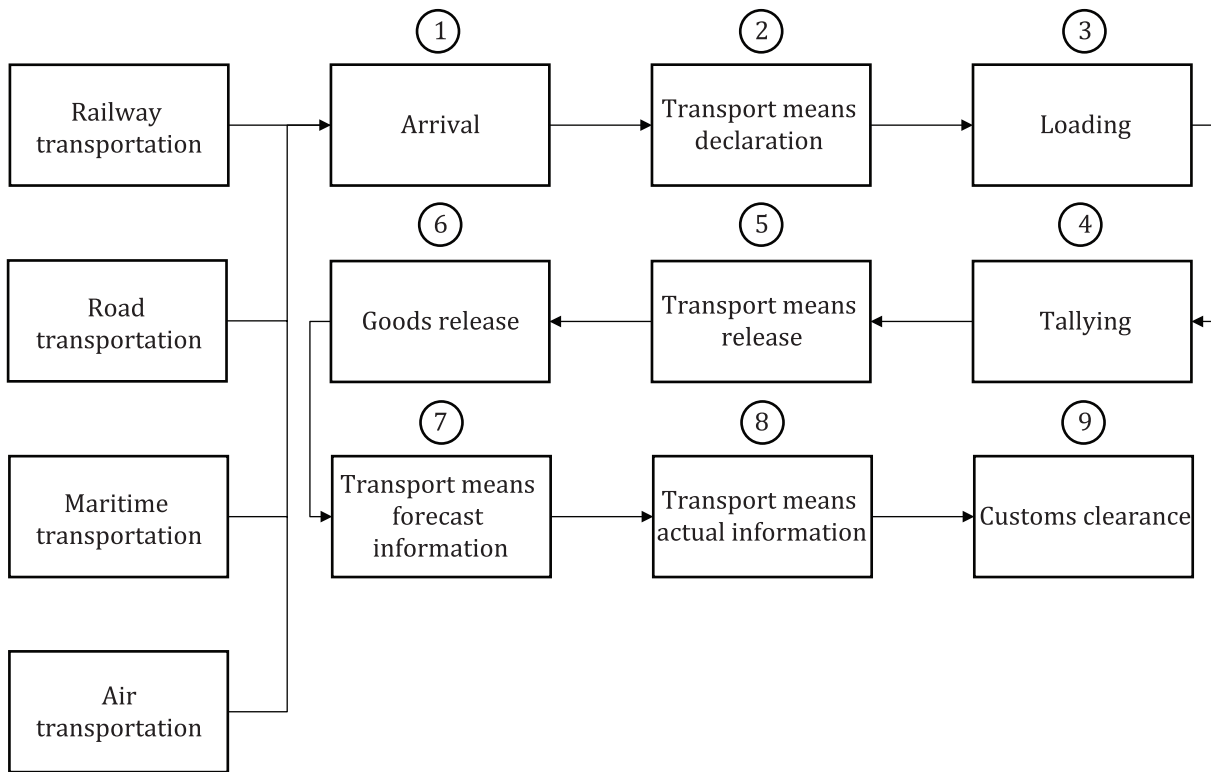 ①
②
③
Railway
transportation
Arrival
Transport means
declaration
Loading
⑥
⑤
④
Road
transportation
Goods release
Transport means
release
Tallying
⑦
⑧
⑨
Maritime
transportation
Transport means
forecast
information
Transport means
actual information
Customs clearance
Air
transportation